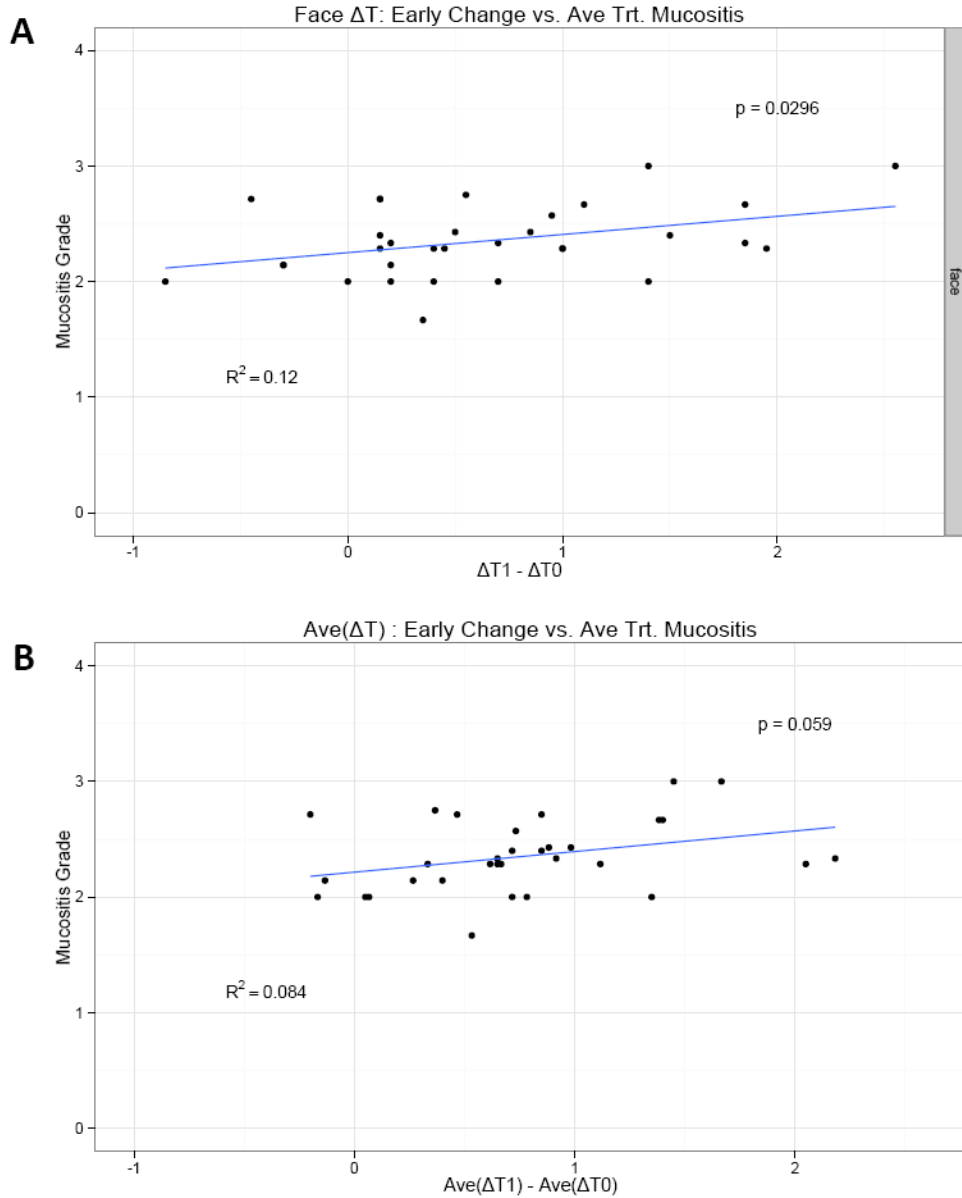 A
Face ΔT: Early Change vs. Ave Trt. Mucositis
4
p = 0.0296
3
face
Mucositis Grade
2
R² = 0.12
1
0
-1 0 1 2
ΔT1 - ΔT0
B
Ave(ΔT) : Early Change vs. Ave Trt. Mucositis
4
p = 0.059
3
Mucositis Grade
2
R² = 0.084
1
0
-1 0 1 2
Ave(ΔT1) - Ave(ΔT0)